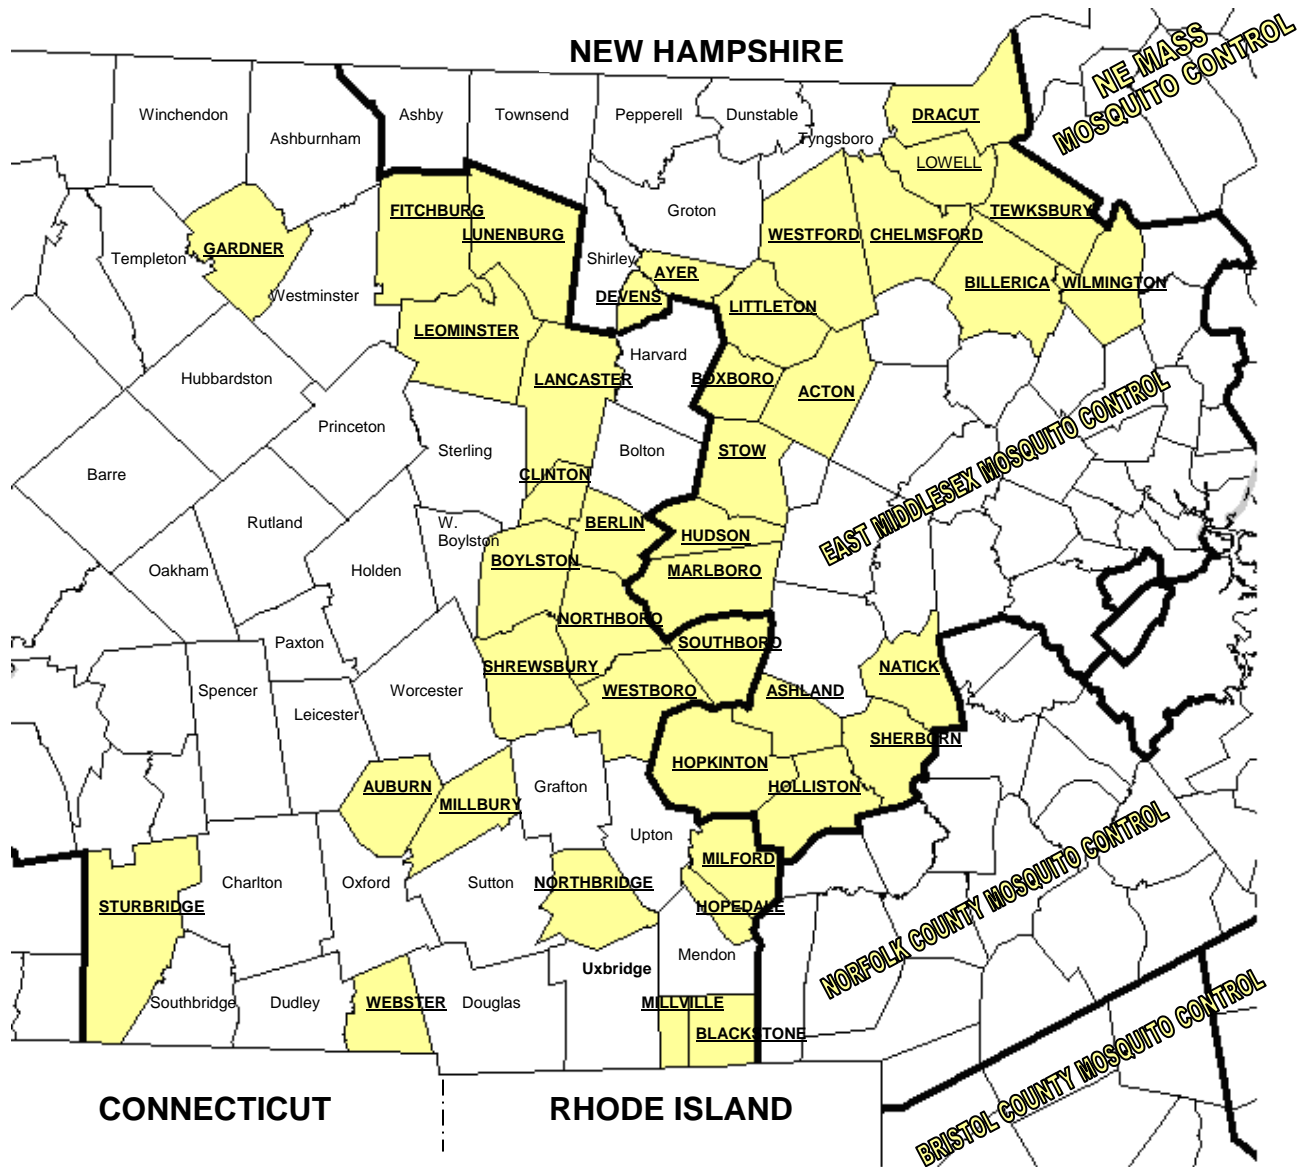 NEW HAMPSHIRE
NE MASS
MOSQUITO CONTROL
Winchendon
Ashburnham
Ashby
Townsend
Pepperell
Dunstable
Tyngsboro
DRACUT
LOWELL
FITCHBURG
LUNENBURG
Groton
TEWKSBURY
WESTFORD
CHELMSFORD
GARDNER
Templeton
Shirley
AYER
DEVENS
BILLERICA
WILMINGTON
Westminster
LITTLETON
LEOMINSTER
Harvard
Hubbardston
LANCASTER
BOXBORO
ACTON
EAST MIDDLESEX MOSQUITO CONTROL
Princeton
Sterling
Bolton
STOW
Barre
CLINTON
Rutland
W.
Boylston
BERLIN
HUDSON
Oakham
Holden
BOYLSTON
MARLBORO
Paxton
NORTHBORO
SOUTHBORO
SHREWSBURY
NATICK
Spencer
Worcester
WESTBORO
ASHLAND
Leicester
SHERBORN
HOPKINTON
AUBURN
MILLBURY
Grafton
HOLLISTON
Upton
MILFORD
NORFOLK COUNTY MOSQUITO CONTROL
Charlton
Oxford
Sutton
NORTHBRIDGE
STURBRIDGE
HOPEDALE
Mendon
Uxbridge
Southbridge
Dudley
WEBSTER
Douglas
MILLVILLE
BLACKSTONE
BRISTOL COUNTY MOSQUITO CONTROL
CONNECTICUT
RHODE ISLAND